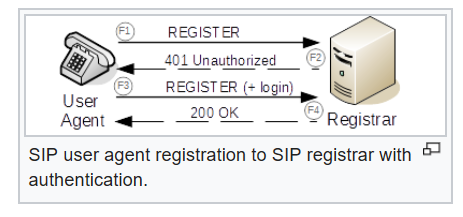 F1 REGISTER
401 Unauthorized F2
F3 REGISTER (+ login)
200 OK F4
User
Agent
Registrar
SIP user agent registration to SIP registrar with
authentication.